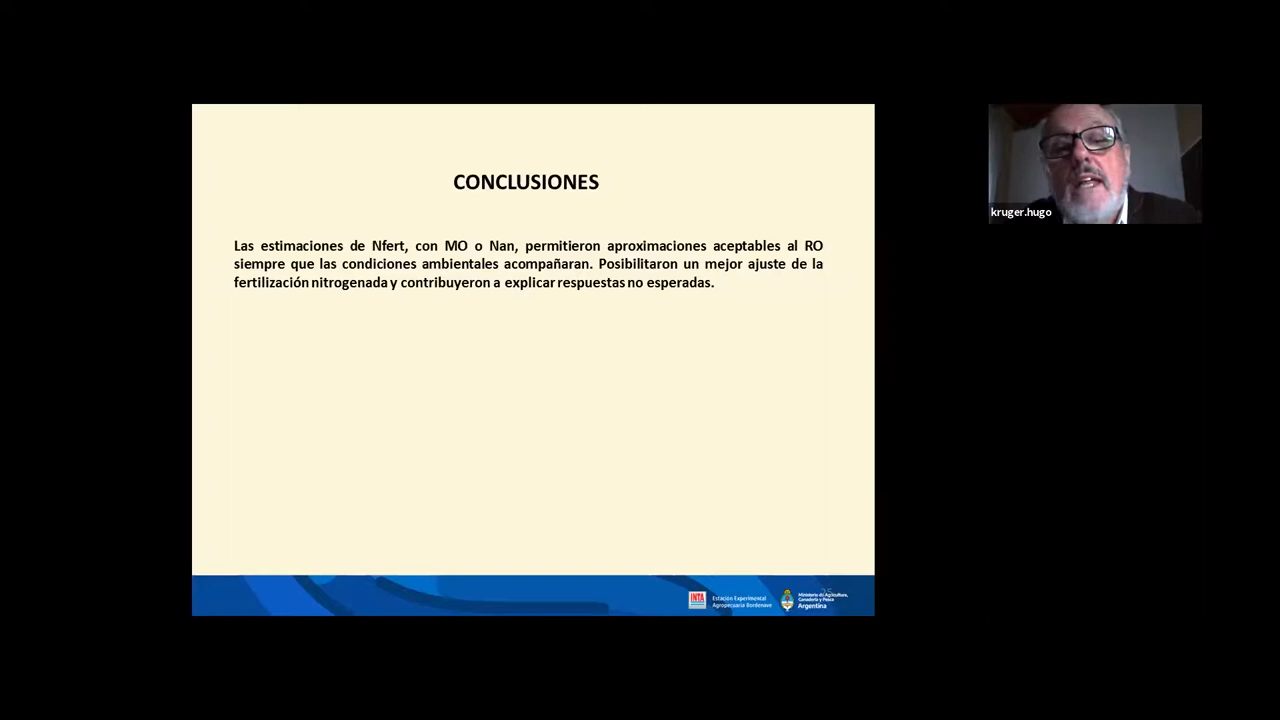 CONCLUSIONES
Las estimaciones de Nfert, con MO o Nan, permitieron aproximaciones aceptables al RO
siempre que las condiciones ambientales acompañaran. Posibilitaron un mejor ajuste de la
fertilización nitrogenada y contribuyeron a explicar respuestas no esperadas.
kruger.hugo
INTA
Estación Experimental
Agropecuaria Bordenave
Ministerio de Agricultura,
Ganadería y Pesca
Argentina